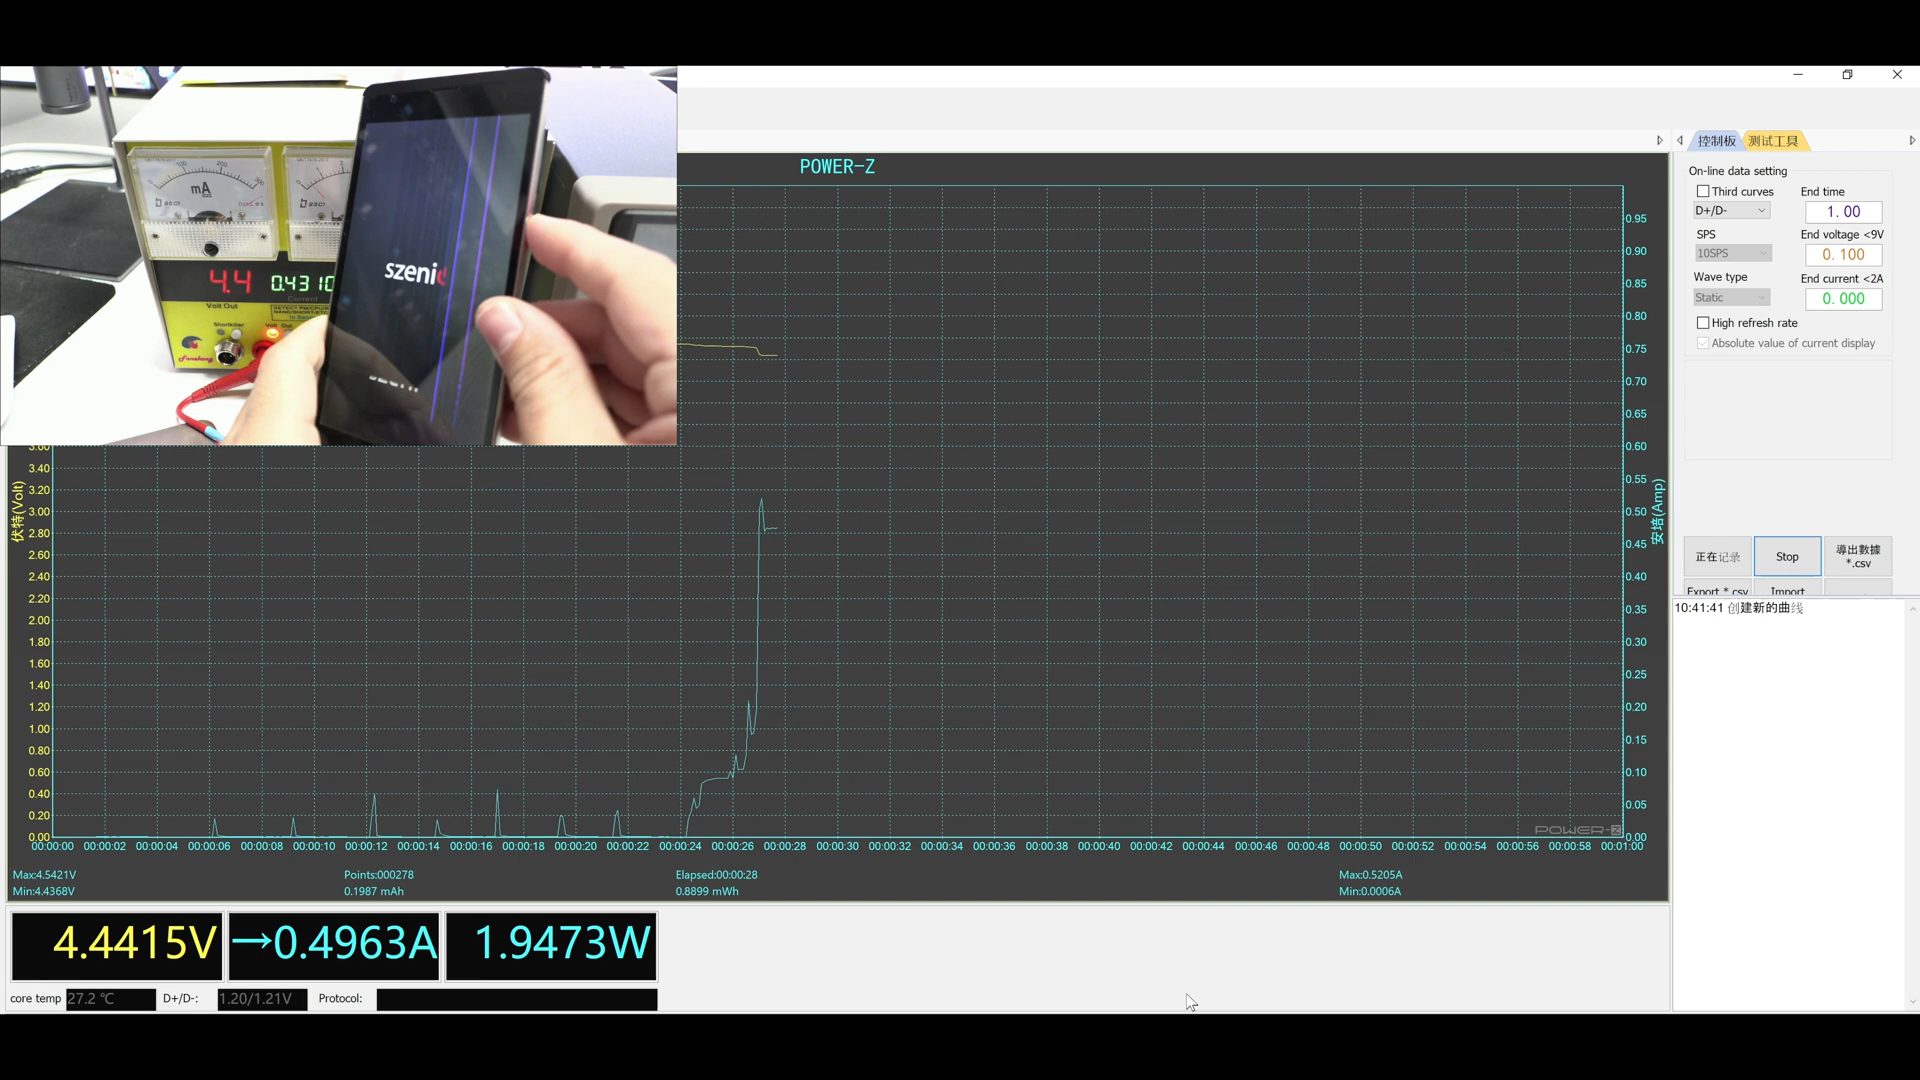 POWER-Z
控制板
测试工具
On-line data setting
Third curves
End time
D+/D-
1.00
SPS
End voltage <9V
10SPS
0.100
Wave type
End current <2A
Static
0.000
High refresh rate
Absolute value of current display
正在记录
Stop
導出數據
*.csv
Export *.csv
Import
10:41:41 创建新的曲线
100
200
300
mA
4.4
0.4310
Volt Out
Current
Shortkiller
szenio
0.95
0.90
0.85
0.80
0.75
0.70
0.65
0.60
0.55
0.50
0.45
0.40
0.35
0.30
0.25
0.20
0.15
0.10
0.05
0.00
安培(Amp)
伏特(Volt)
3.60
3.40
3.20
3.00
2.80
2.60
2.40
2.20
2.00
1.80
1.60
1.40
1.20
1.00
0.80
0.60
0.40
0.20
0.00
POWER-Z
00:00:00 00:00:02 00:00:04 00:00:06 00:00:08 00:00:10 00:00:12 00:00:14 00:00:16 00:00:18 00:00:20 00:00:22 00:00:24 00:00:26 00:00:28 00:00:30 00:00:32 00:00:34 00:00:36 00:00:38 00:00:40 00:00:42 00:00:44 00:00:46 00:00:48 00:00:50 00:00:52 00:00:54 00:00:56 00:00:58 00:01:00
Max:4.5421V
Points:000278
Elapsed:00:00:28
Max:0.5205A
Min:4.4368V
0.1987 mAh
0.8899 mWh
Min:0.0006A
4.4415V
→0.4963A
1.9473W
core temp
27.2 ℃
D+/D-:
1.20/1.21V
Protocol: